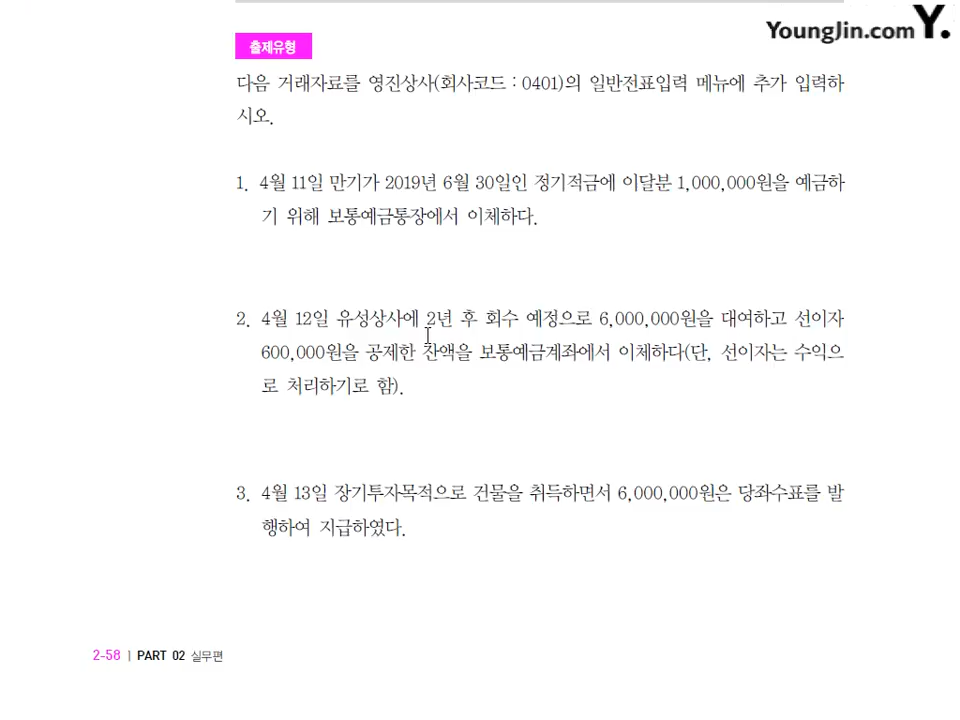 YoungJin.com Y.
출제유형
다음 거래자료를 영진상사(회사코드 : 0401)의 일반전표입력 메뉴에 추가 입력하
시오.
1. 4월 11일 만기가 2019년 6월 30일인 정기적금에 이달분 1,000,000원을 예금하
기 위해 보통예금통장에서 이체하다.
2. 4월 12일 유성상사에 2년 후 회수 예정으로 6,000,000원을 대여하고 선이자
600,000원을 공제한 잔액을 보통예금계좌에서 이체하다(단, 선이자는 수익으
로 처리하기로 함).
3. 4월 13일 장기투자목적으로 건물을 취득하면서 6,000,000원은 당좌수표를 발
행하여 지급하였다.
2-58 | PART 02 실무편